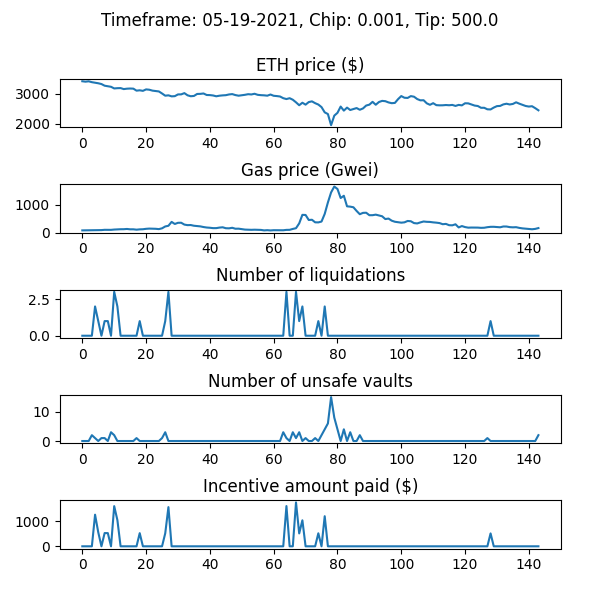 Timeframe: 05-19-2021, Chip: 0.001, Tip: 500.0
ETH price ($)
3000
2000
0 20 40 60 80 100 120 140
Gas price (Gwei)
1000
0
0 20 40 60 80 100 120 140
Number of liquidations
2.5
0.0
0 20 40 60 80 100 120 140
Number of unsafe vaults
10
0
0 20 40 60 80 100 120 140
Incentive amount paid ($)
1000
0
0 20 40 60 80 100 120 140